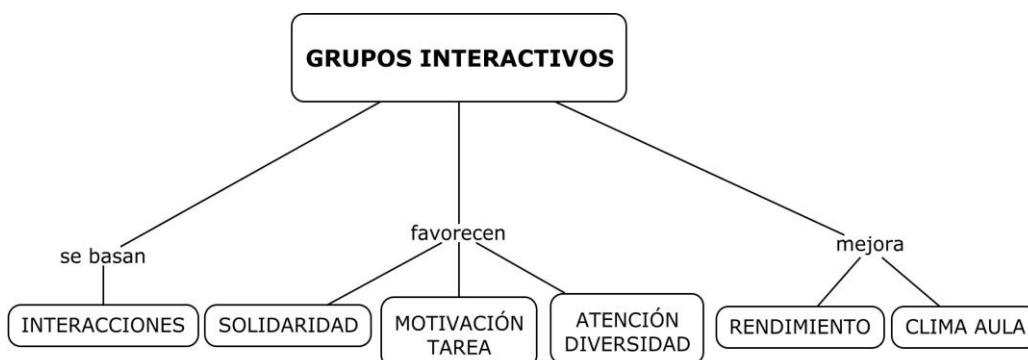 GRUPOS INTERACTIVOS
se basan
favorecen
mejora
INTERACCIONES
SOLIDARIDAD
MOTIVACIÓN
TAREA
ATENCIÓN
DIVERSIDAD
RENDIMIENTO
CLIMA AULA